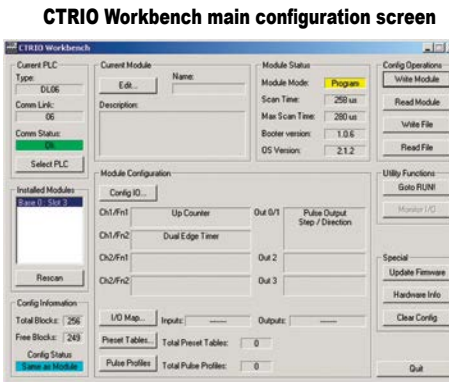 CTRIO Workbench main configuration screen
CTRIO Workbench
Current PLC
Type:
DL06
Comm Link:
06
Comm Status:
OK
Select PLC
Installed Modules
Base 0 : Slot 3
Rescan
Config Information
Total Blocks: 256
Free Blocks: 249
Config Status
Same as Module
Current Module
Edit...
Name:
Description:
Module Status
Module Mode: Program
Scan Time: 258 us
Max Scan Time: 280 us
Booter version: 1.0.6
OS Version: 2.1.2
Module Configuration
Config IO...
Ch1/Fn1 Up Counter Out 0/1 Pulse Output
Step / Direction
Ch1/Fn2 Dual Edge Timer
Ch2/Fn1 Out 2
Ch2/Fn2 Out 3
I/O Map... Inputs: ------ Outputs: ------
Preset Tables... Total Preset Tables: 0
Pulse Profiles Total Pulse Profiles: 0
Config Operations
Write Module
Read Module
Write File
Read File
Utility Functions
Goto RUN!
Monitor I/O
Special
Update Firmware
Hardware Info
Clear Config
Quit